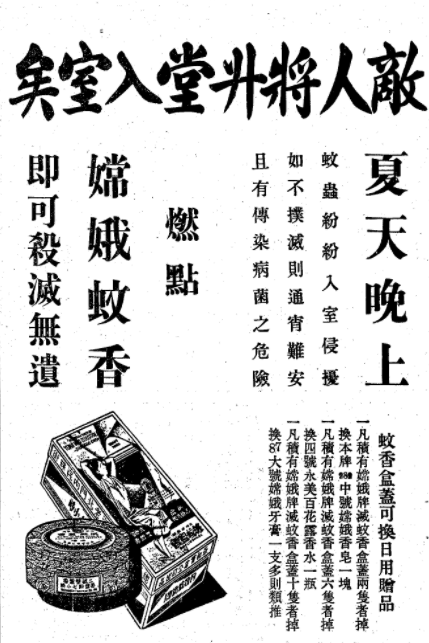 敵人將升堂入室矣
夏天晚上
蚊蟲紛紛入室侵擾
如不撲滅則通宵難安
且有傳染病菌之危險
燃點
嫦娥蚊香
即可殺滅無遺
蚊香盒蓋可換日用贈品
一凡積有嫦娥牌滅蚊香盒蓋兩隻者掉
換本牌中號嫦娥香皂一塊
一凡積有嫦娥牌滅蚊香盒蓋六隻者掉
換四號永美百花露香水一瓶
一凡積有嫦娥牌滅蚊香盒蓋十隻者掉
換87大號嫦娥牙膏一支多則類推